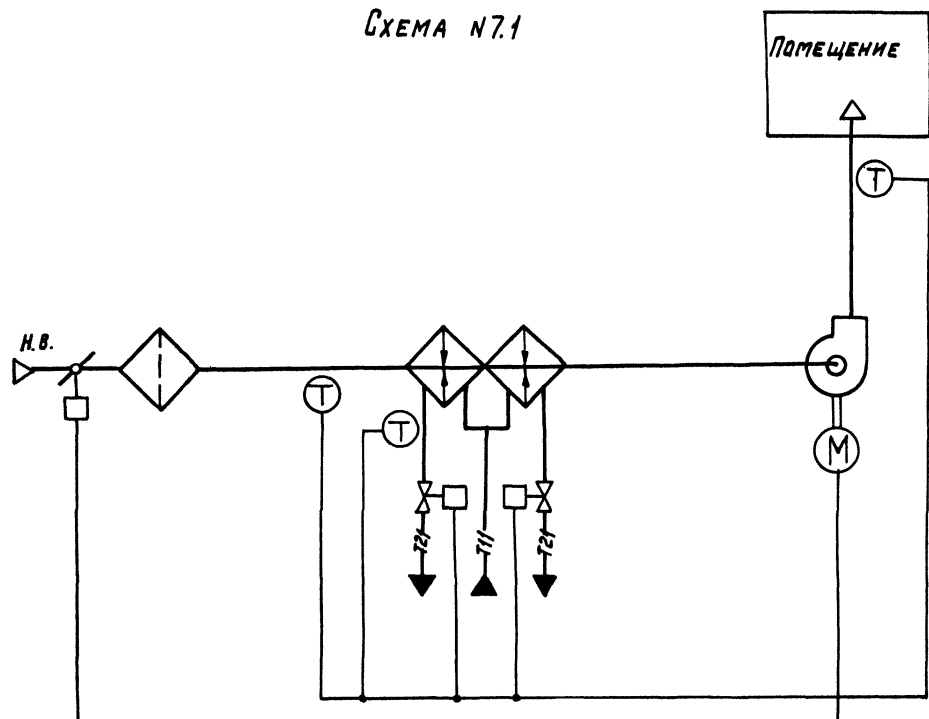 Схема N7.1
Помещение
Т
Н.В.
Т
Т
М
Т21
Т11
Т21